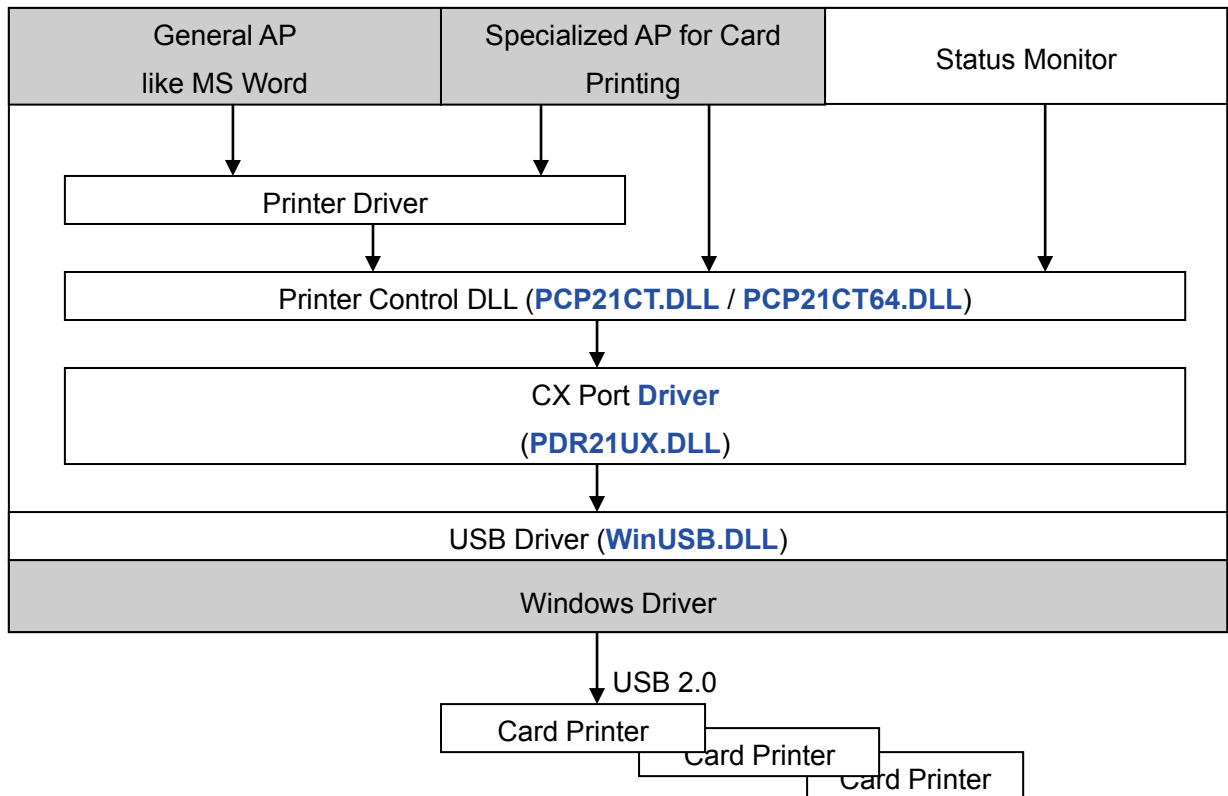 General AP
like MS Word
Specialized AP for Card
Printing
Status Monitor
Printer Driver
Printer Control DLL (PCP21CT.DLL / PCP21CT64.DLL)
CX Port Driver
(PDR21UX.DLL)
USB Driver (WinUSB.DLL)
Windows Driver
USB 2.0
Card Printer
Card Printer
Card Printer